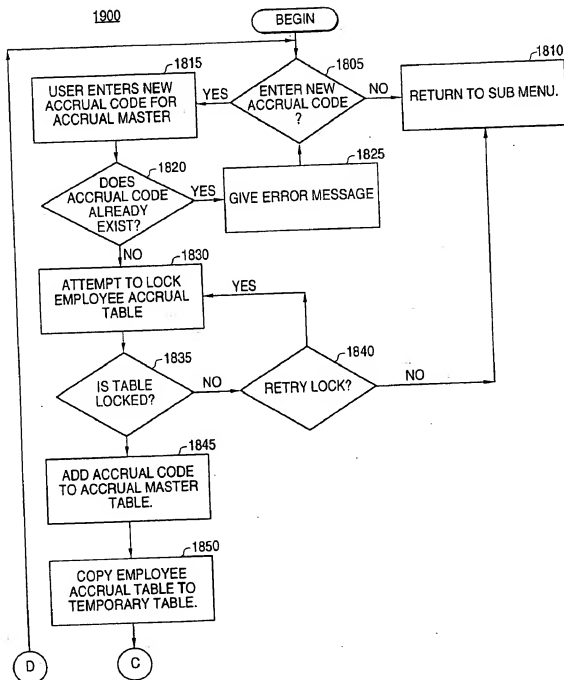 1900
BEGIN
1815
USER ENTERS NEW
ACCRUAL CODE FOR
ACCRUAL MASTER
YES
1805
ENTER NEW
ACCRUAL CODE
?
NO
1810
RETURN TO SUB MENU.
1820
DOES
ACCRUAL CODE
ALREADY
EXIST?
YES
1825
GIVE ERROR MESSAGE
NO
1830
ATTEMPT TO LOCK
EMPLOYEE ACCRUAL
TABLE
YES
1835
IS TABLE
LOCKED?
NO
1840
RETRY LOCK?
NO
1845
ADD ACCRUAL CODE
TO ACCRUAL MASTER
TABLE.
1850
COPY EMPLOYEE
ACCRUAL TABLE TO
TEMPORARY TABLE.
D
C